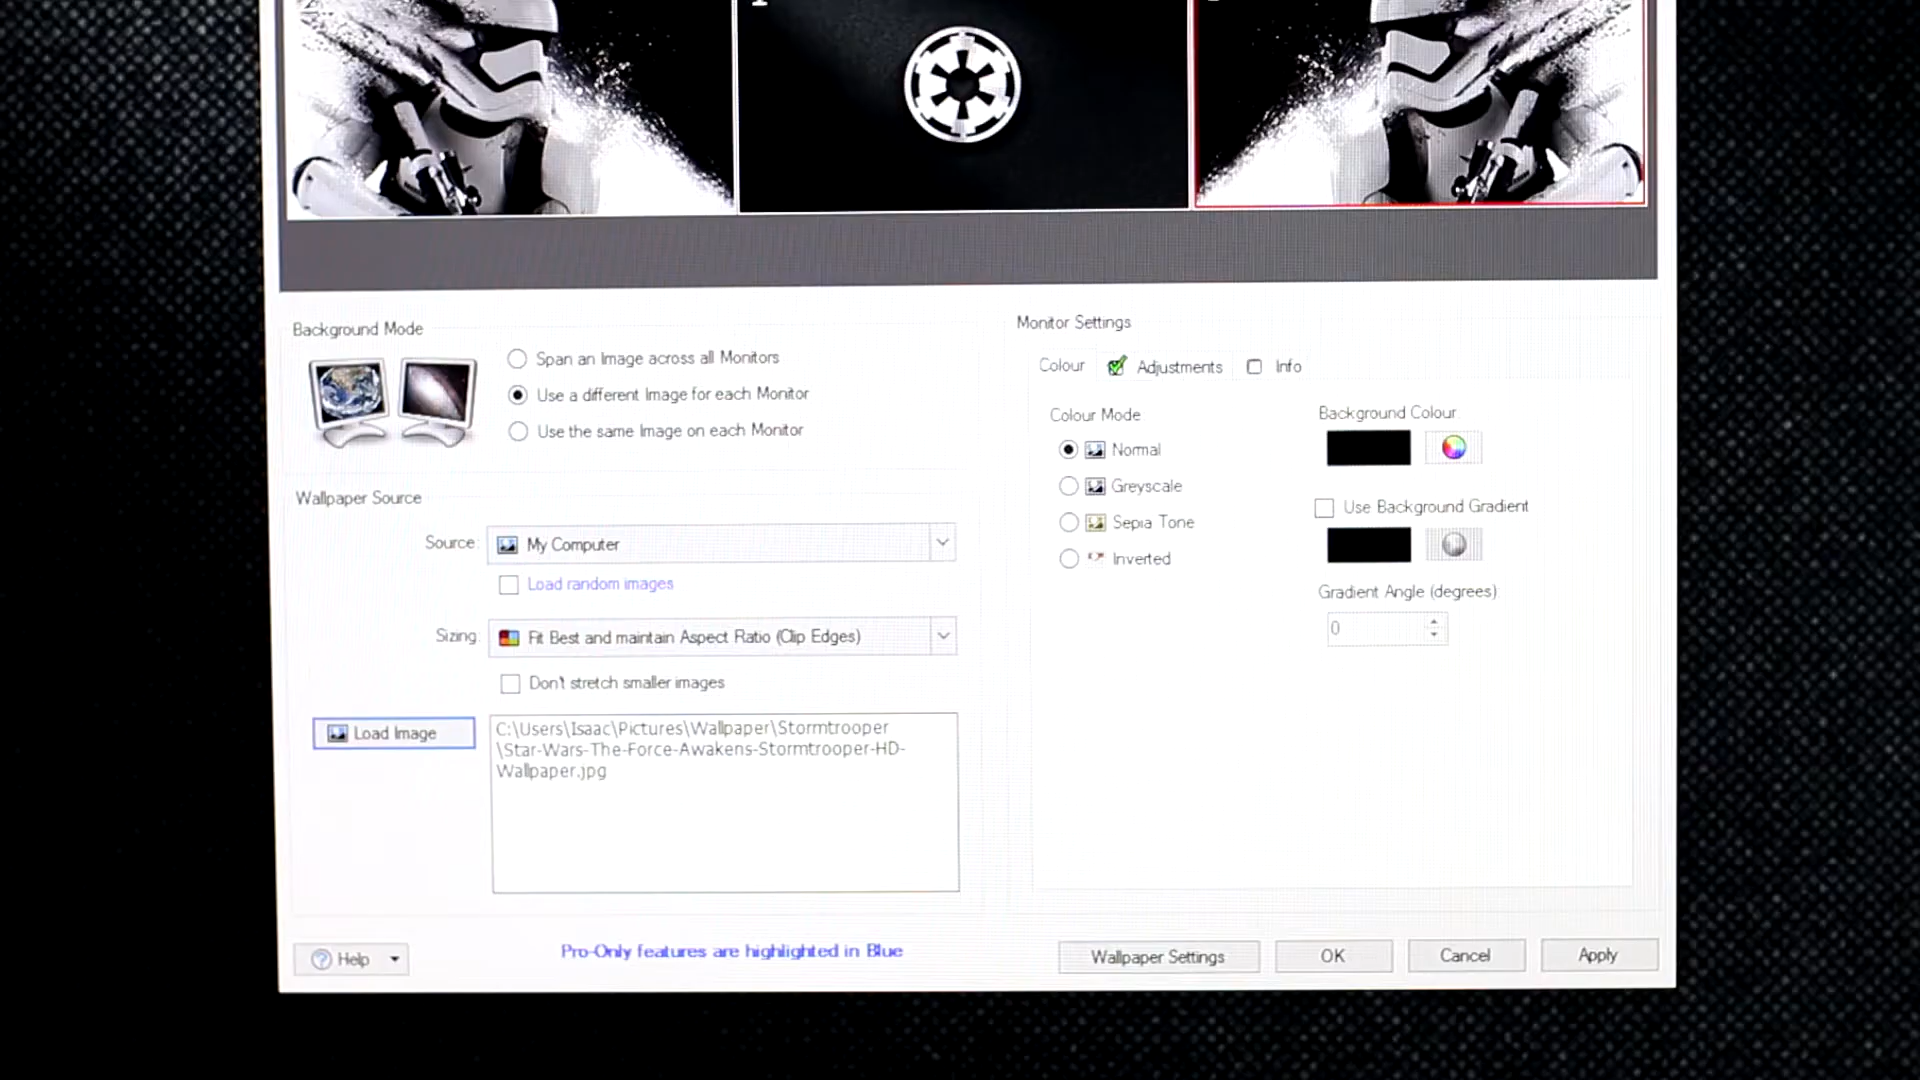 Background Mode
Span an Image across all Monitors
Use a different Image for each Monitor
Use the same Image on each Monitor
Wallpaper Source
Source:
My Computer
Load random images
Sizing:
Fit Best and maintain Aspect Ratio (Clip Edges)
Don't stretch smaller images
Load Image
C:\Users\Isaac\Pictures\Wallpaper\Stormtrooper
\Star-Wars-The-Force-Awakens-Stormtrooper-HD-
Wallpaper.jpg
Monitor Settings
Colour
Adjustments
Info
Colour Mode
Normal
Greyscale
Sepia Tone
Inverted
Background Colour
Use Background Gradient
Gradient Angle (degrees):
0
Help
Pro-Only features are highlighted in Blue
Wallpaper Settings
OK
Cancel
Apply